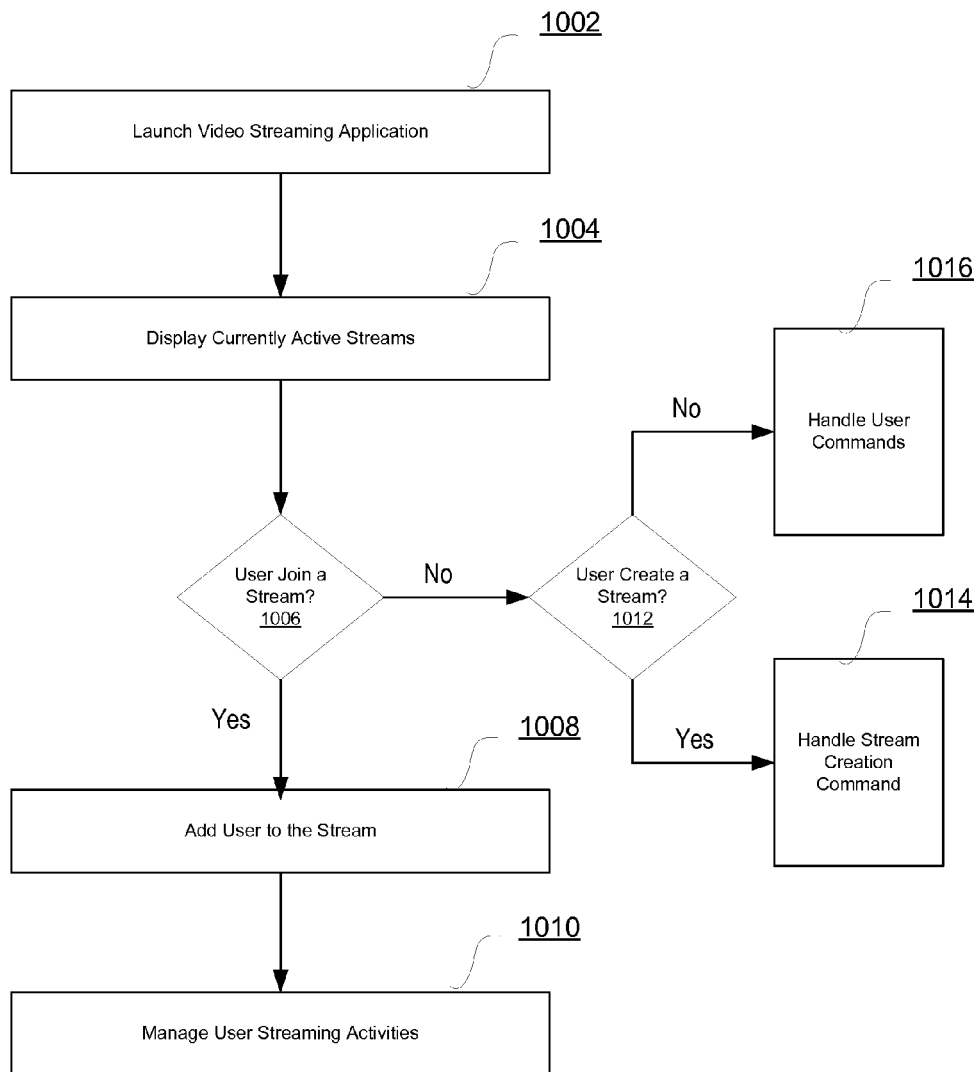 1002
Launch Video Streaming Application
1004
Display Currently Active Streams
1016
Handle User
Commands
No
User Join a
Stream?
1006
No
User Create a
Stream?
1012
1014
Handle Stream
Creation
Command
Yes
Yes
1008
Add User to the Stream
1010
Manage User Streaming Activities